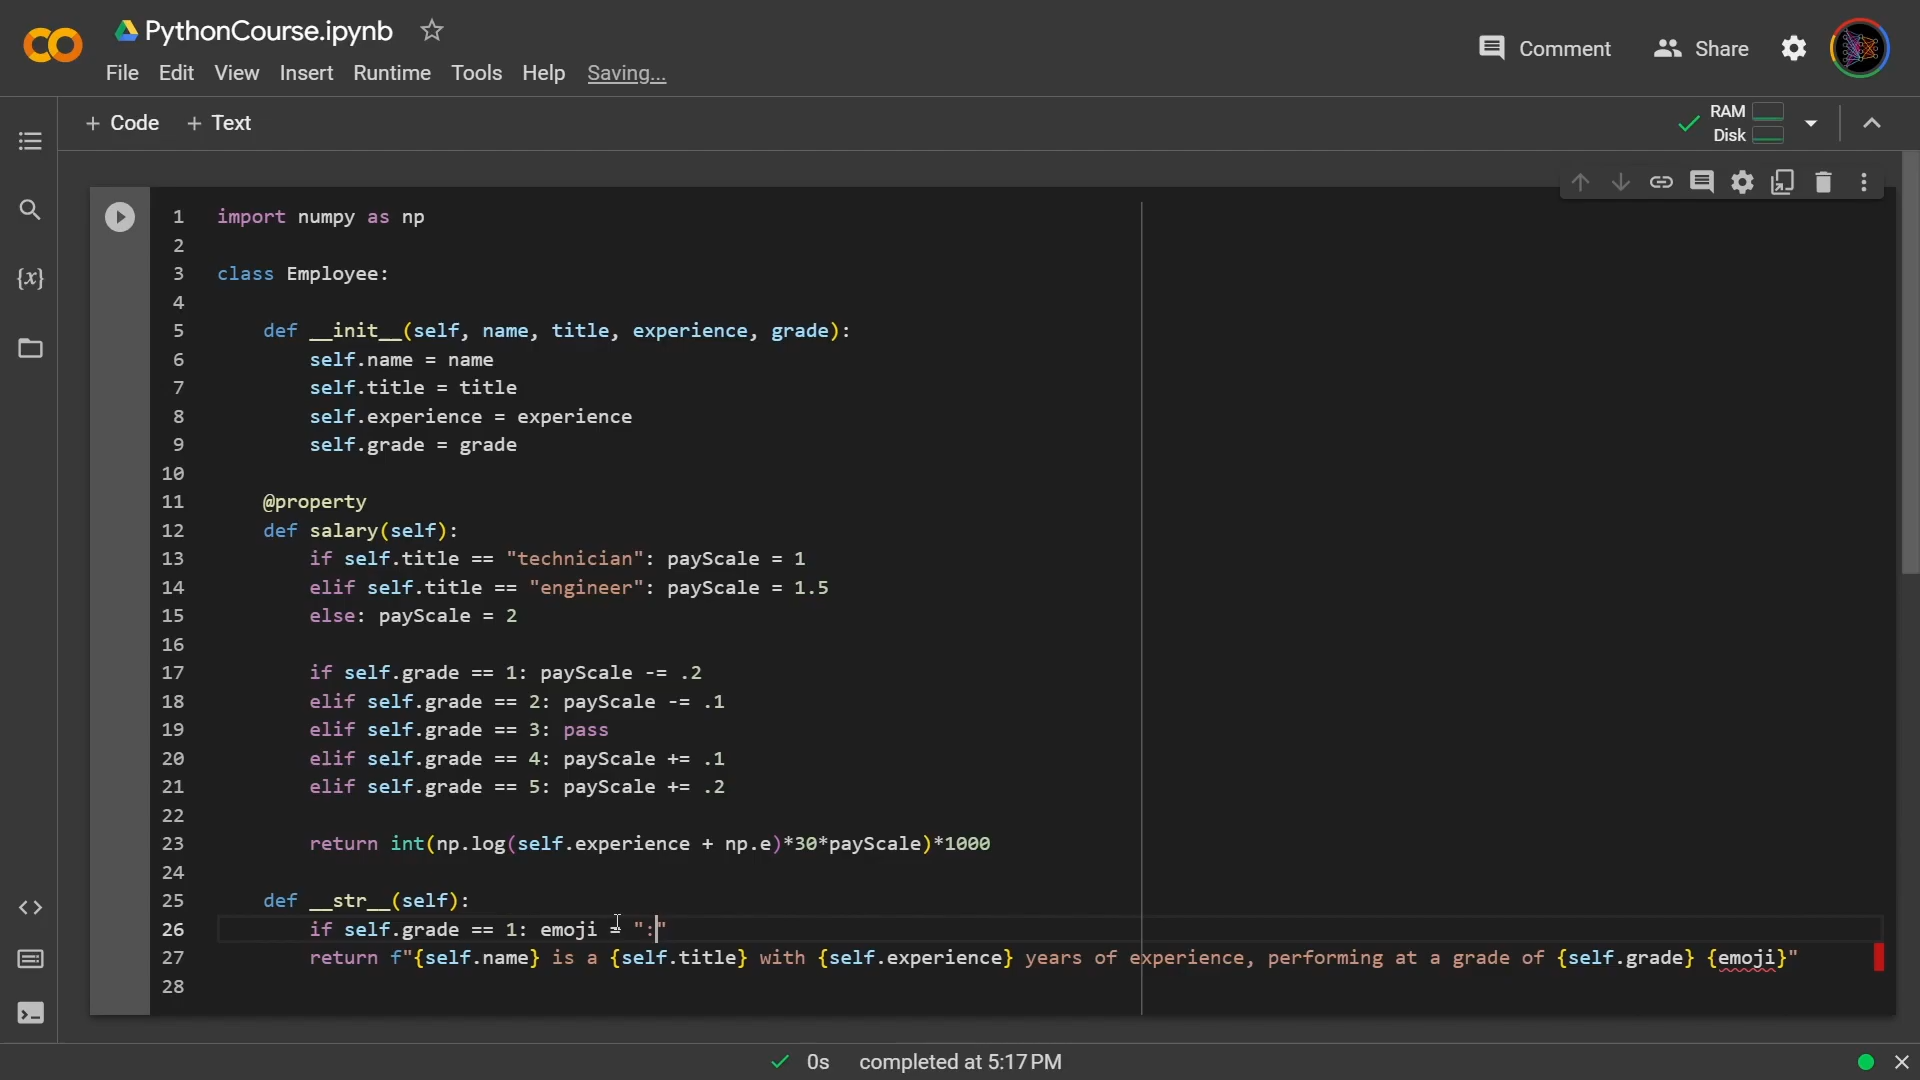 PythonCourse.ipynb
Comment Share
File Edit View Insert Runtime Tools Help Saving...
+ Code + Text
RAM
Disk
1 import numpy as np
2
3 class Employee:
4
5     def __init__(self, name, title, experience, grade):
6         self.name = name
7         self.title = title
8         self.experience = experience
9         self.grade = grade
10
11     @property
12     def salary(self):
13         if self.title == "technician": payScale = 1
14         elif self.title == "engineer": payScale = 1.5
15         else: payScale = 2
16
17         if self.grade == 1: payScale -= .2
18         elif self.grade == 2: payScale -= .1
19         elif self.grade == 3: pass
20         elif self.grade == 4: payScale += .1
21         elif self.grade == 5: payScale += .2
22
23         return int(np.log(self.experience + np.e)*30*payScale)*1000
24
25     def __str__(self):
26         if self.grade == 1: emoji = ":"
27         return f"{self.name} is a {self.title} with {self.experience} years of experience, performing at a grade of {self.grade} {emoji}"
28
0s completed at 5:17 PM